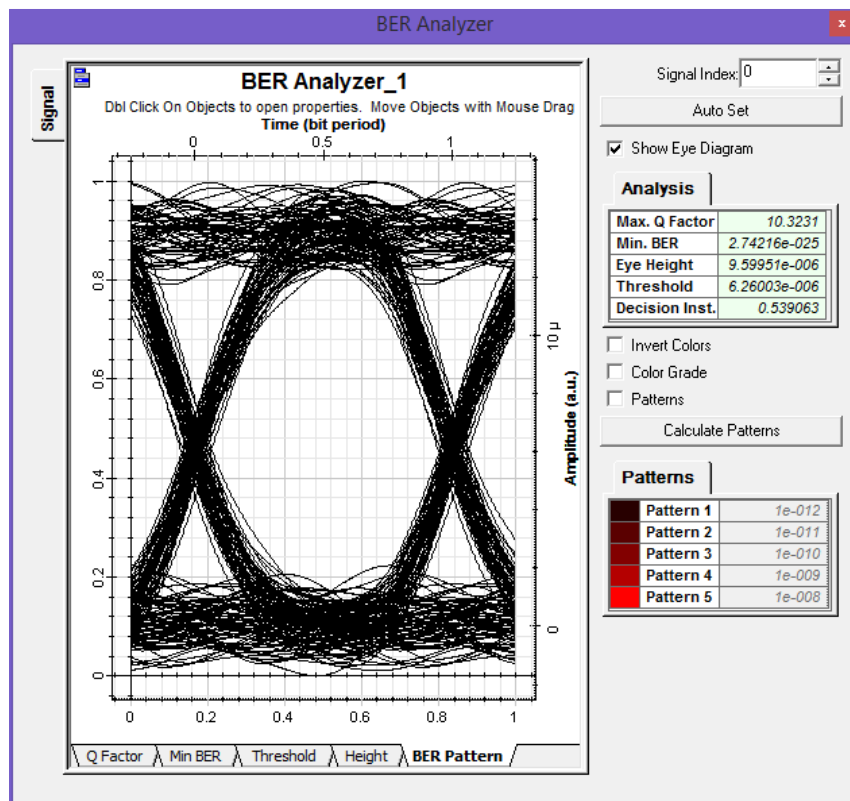 BER Analyzer
x
Signal
BER Analyzer_1
Dbl Click On Objects to open properties. Move Objects with Mouse Drag
Time (bit period)
0 0.5 1
1
0.8
0.6
0.4
0.2
0
10 µ
0
Amplitude (a.u.)
0 0.2 0.4 0.6 0.8 1
Q Factor Min BER Threshold Height BER Pattern
Signal Index: 0
Auto Set
Show Eye Diagram
Analysis
Max. Q Factor 10.3231
Min. BER 2.74216e-025
Eye Height 9.59951e-006
Threshold 6.26003e-006
Decision Inst. 0.539063
Invert Colors
Color Grade
Patterns
Calculate Patterns
Patterns
Pattern 1 1e-012
Pattern 2 1e-011
Pattern 3 1e-010
Pattern 4 1e-009
Pattern 5 1e-008